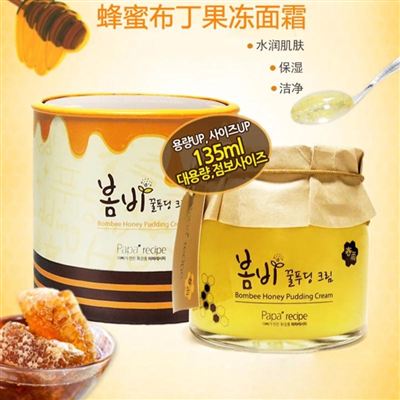 蜂蜜布丁果冻面霜
水润肌肤
保湿
洁净
용량UP, 사이즈UP
135ml
대용량,점보사이즈
봄비
꿀푸딩 크
Bombee Honey Pudding Cream
Papa recipe
봄비 꿀푸딩 크림
Bombee Honey Pudding Cream
Papa recipe